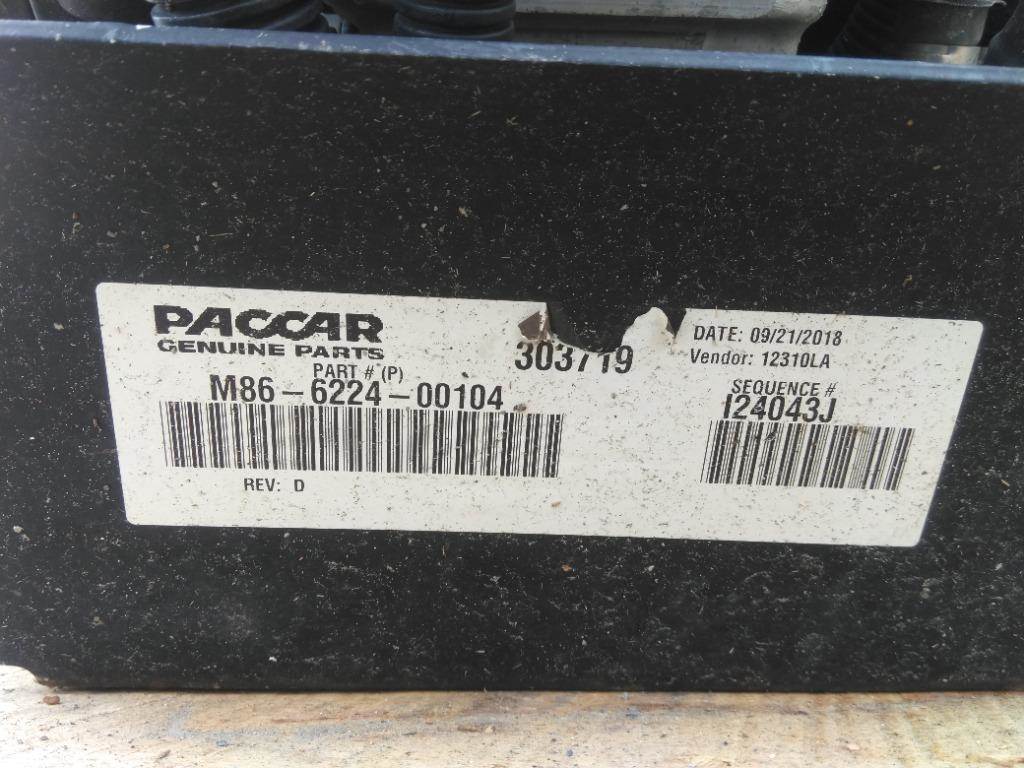 PACCAR
GENUINE PARTS
PART # (P)
M86-6224-00104
REV: D
303719
DATE: 09/21/2018
Vendor: 12310LA
SEQUENCE #
I24043J